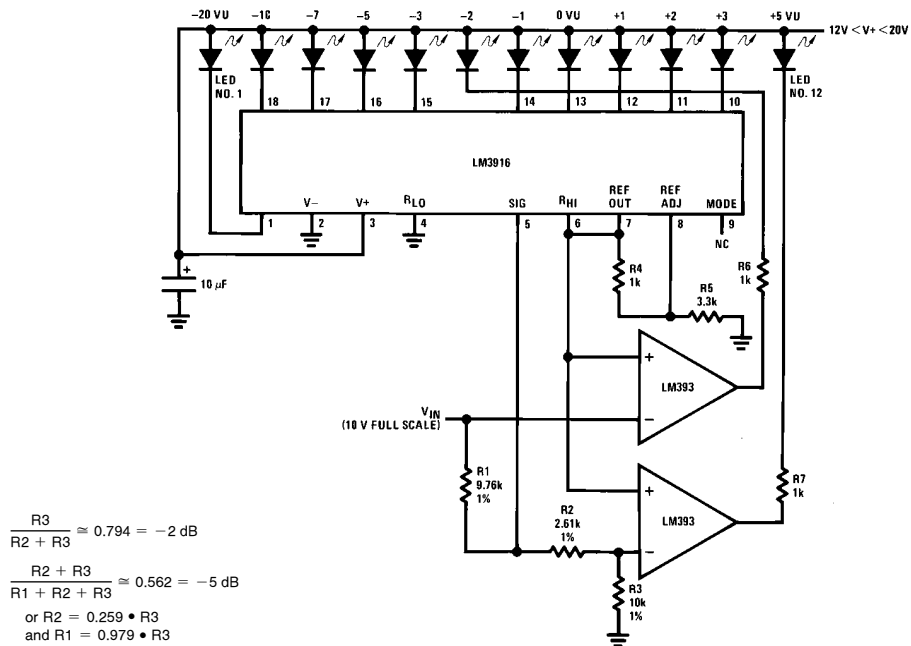 −20 VU −10 −7 −5 −3 −2 −1 0 VU +1 +2 +3 +5 VU
12V < V+ < 20V
LED NO. 1
LED NO. 12
18 17 16 15 14 13 12 11 10
LM3916
V− V+ RLO SIG RHI REF OUT REF ADJ MODE
1 2 3 4 5 6 7 8 9
NC
+
10 µF
R4
1k
R5
3.3k
R6
1k
+
LM393
−
VIN
(10 V FULL SCALE)
R1
9.76k
1%
R2
2.61k
1%
+
LM393
−
R7
1k
R3
10k
1%
R3
R2 + R3
≅ 0.794 = −2 dB
R2 + R3
R1 + R2 + R3
≅ 0.562 = −5 dB
or R2 = 0.259 • R3
and R1 = 0.979 • R3